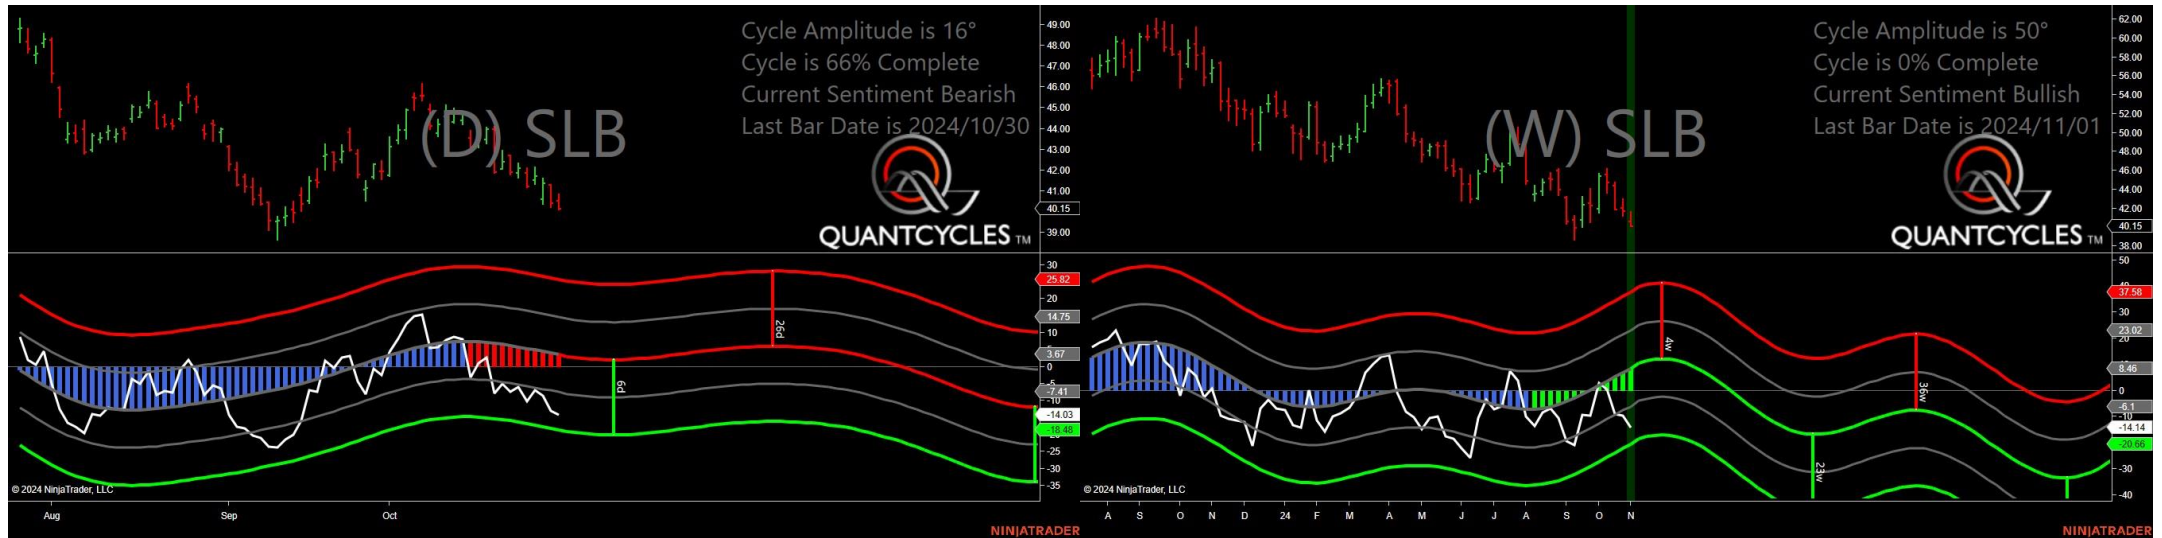 Cycle Amplitude is 16°
Cycle is 66% Complete
Current Sentiment Bearish
Last Bar Date is 2024/10/30
(D) SLB
QUANTCYCLES TM
49.00
48.00
47.00
46.00
45.00
44.00
43.00
42.00
41.00
40.15
39.00
30
25.82
20
14.75
10
3.67
0
-5
-7.41
-10
-14.03
-18.48
-25
-30
-35
26d
6d
© 2024 NinjaTrader, LLC
Aug Sep Oct
NINJATRADER
Cycle Amplitude is 50°
Cycle is 0% Complete
Current Sentiment Bullish
Last Bar Date is 2024/11/01
(W) SLB
QUANTCYCLES TM
62.00
60.00
58.00
56.00
54.00
52.00
50.00
48.00
46.00
44.00
42.00
40.15
38.00
50
37.58
23.02
20
8.46
0
-6.1
-10
-14.14
-20.66
-30
-40
4w
36w
23w
© 2024 NinjaTrader, LLC
A S O N D 24 F M A M J J A S O N
NINJATRADER